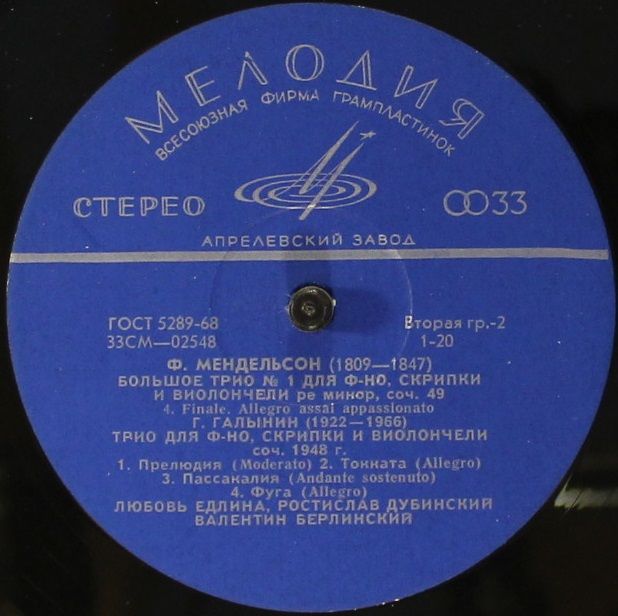 МЕЛОДИЯ
ВСЕСОЮЗНАЯ ФИРМА ГРАМПЛАСТИНОК
СТЕРЕО
33
АПРЕЛЕВСКИЙ ЗАВОД
ГОСТ 5289-68
Вторая гр.-2
33СМ—02548
1-20
Ф. МЕНДЕЛЬСОН (1809—1847)
БОЛЬШОЕ ТРИО № 1 ДЛЯ Ф-НО, СКРИПКИ
И ВИОЛОНЧЕЛИ ре минор, соч. 49
4. Finale. Allegro assai appassionato
Г. ГАЛЫНИН (1922—1966)
ТРИО ДЛЯ Ф-НО, СКРИПКИ И ВИОЛОНЧЕЛИ
соч. 1948 г.
1. Прелюдия (Moderato) 2. Токката (Allegro)
3. Пассакалия (Andante sostenuto)
4. Фуга (Allegro)
ЛЮБОВЬ ЕДЛИНА, РОСТИСЛАВ ДУБИНСКИЙ
ВАЛЕНТИН БЕРЛИНСКИЙ